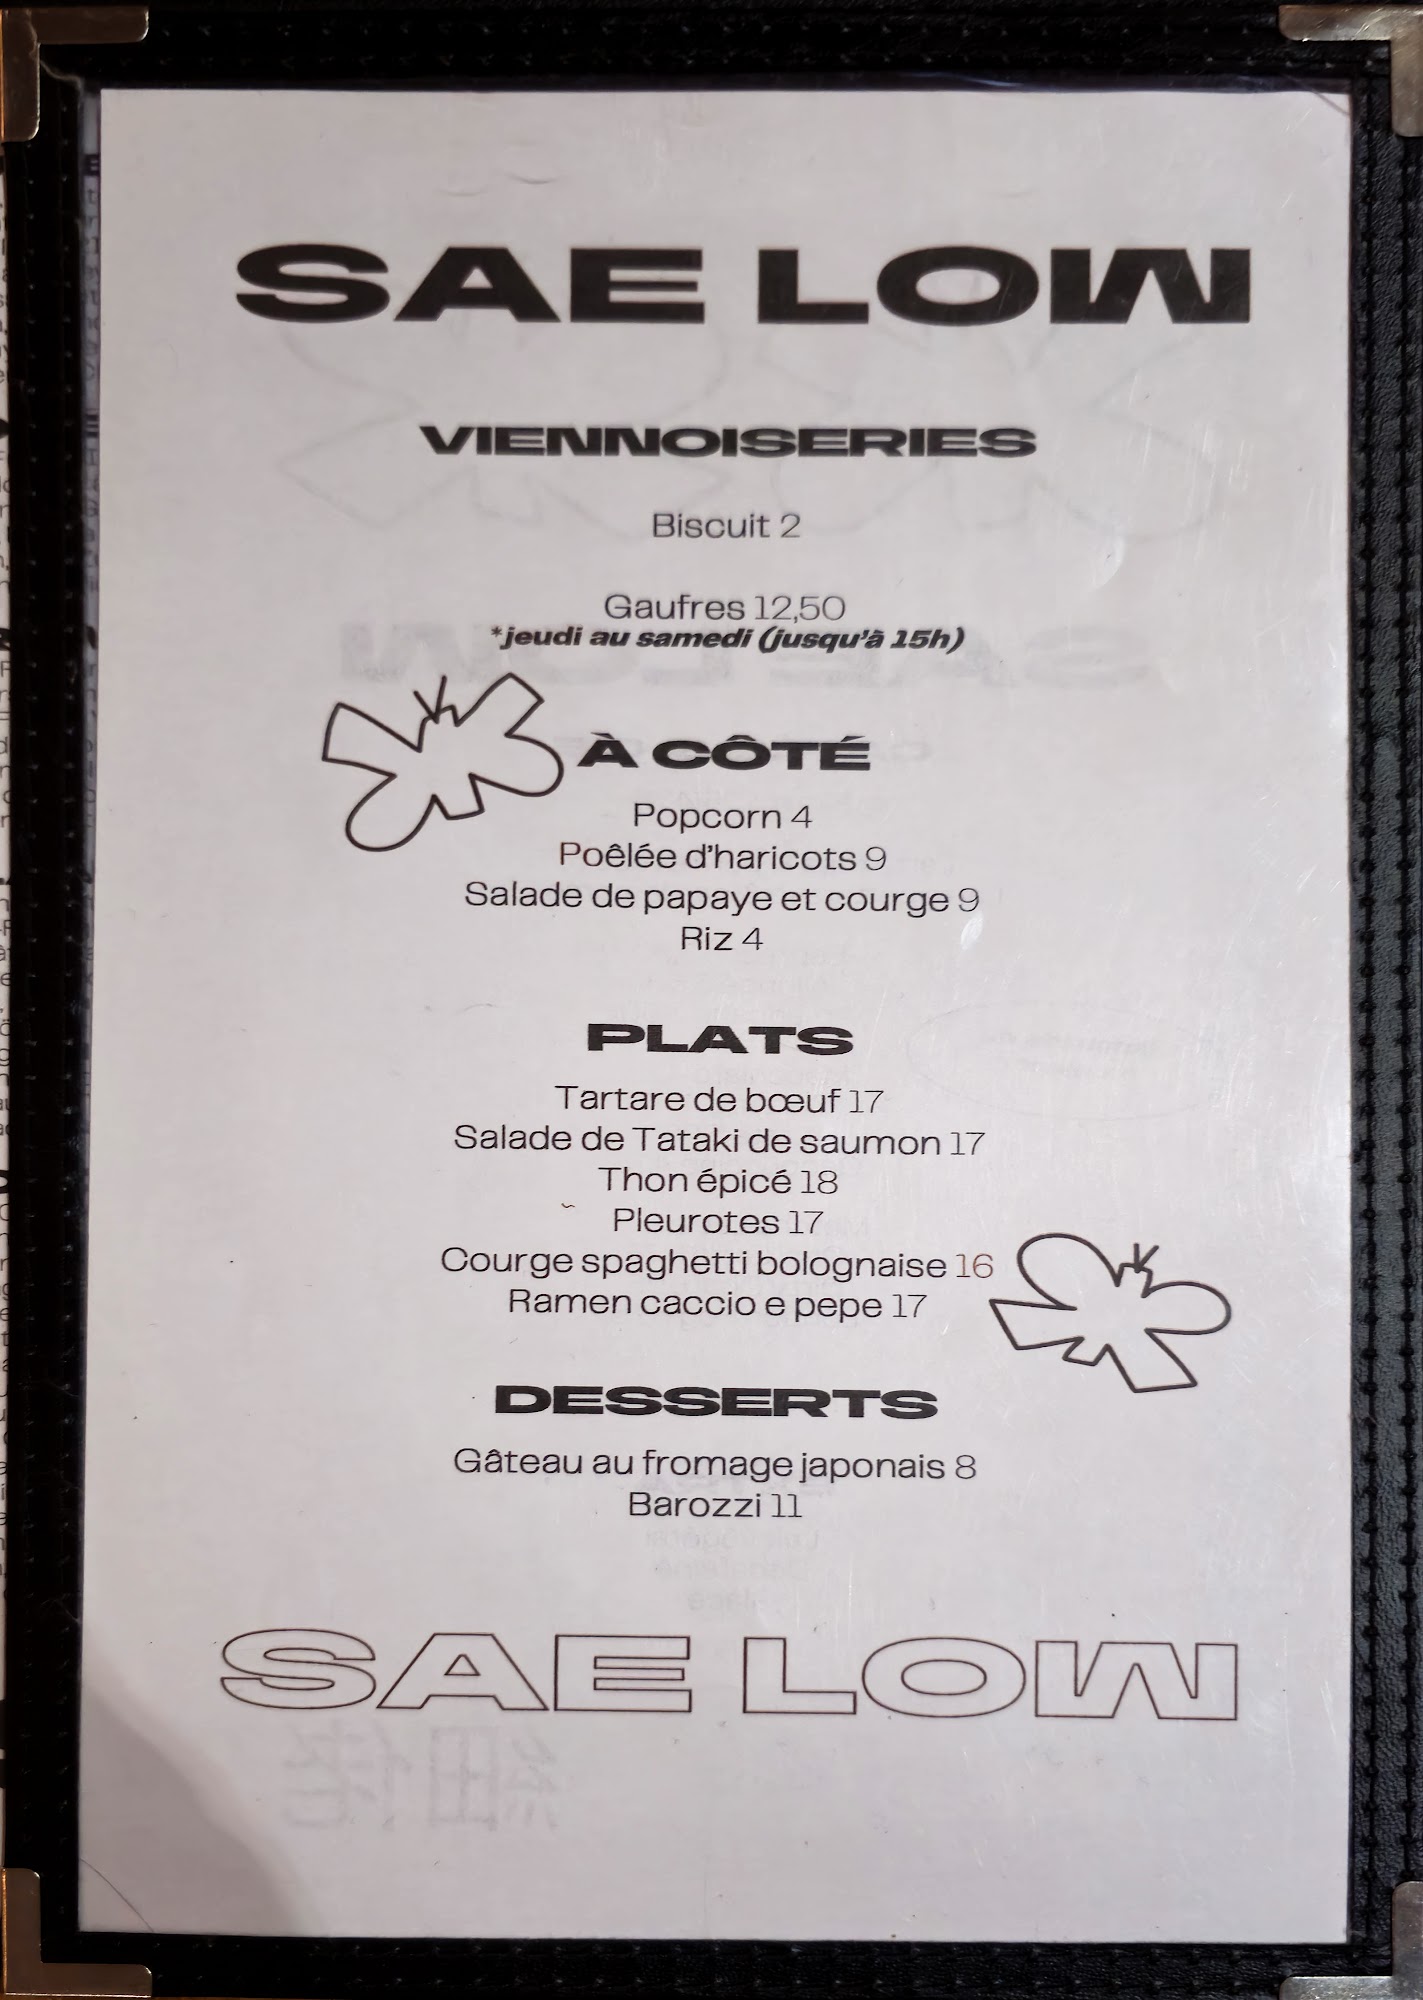 SAE LOW
VIENNOISERIES
Biscuit 2
Gaufres 12,50
*jeudi au samedi (jusqu'à 15h)
À CÔTÉ
Popcorn 4
Poêlée d'haricots 9
Salade de papaye et courge 9
Riz 4
PLATS
Tartare de bœuf 17
Salade de Tataki de saumon 17
Thon épicé 18
Pleurotes 17
Courge spaghetti bolognaise 16
Ramen caccio e pepe 17
DESSERTS
Gâteau au fromage japonais 8
Barozzi 11
SAE LOW